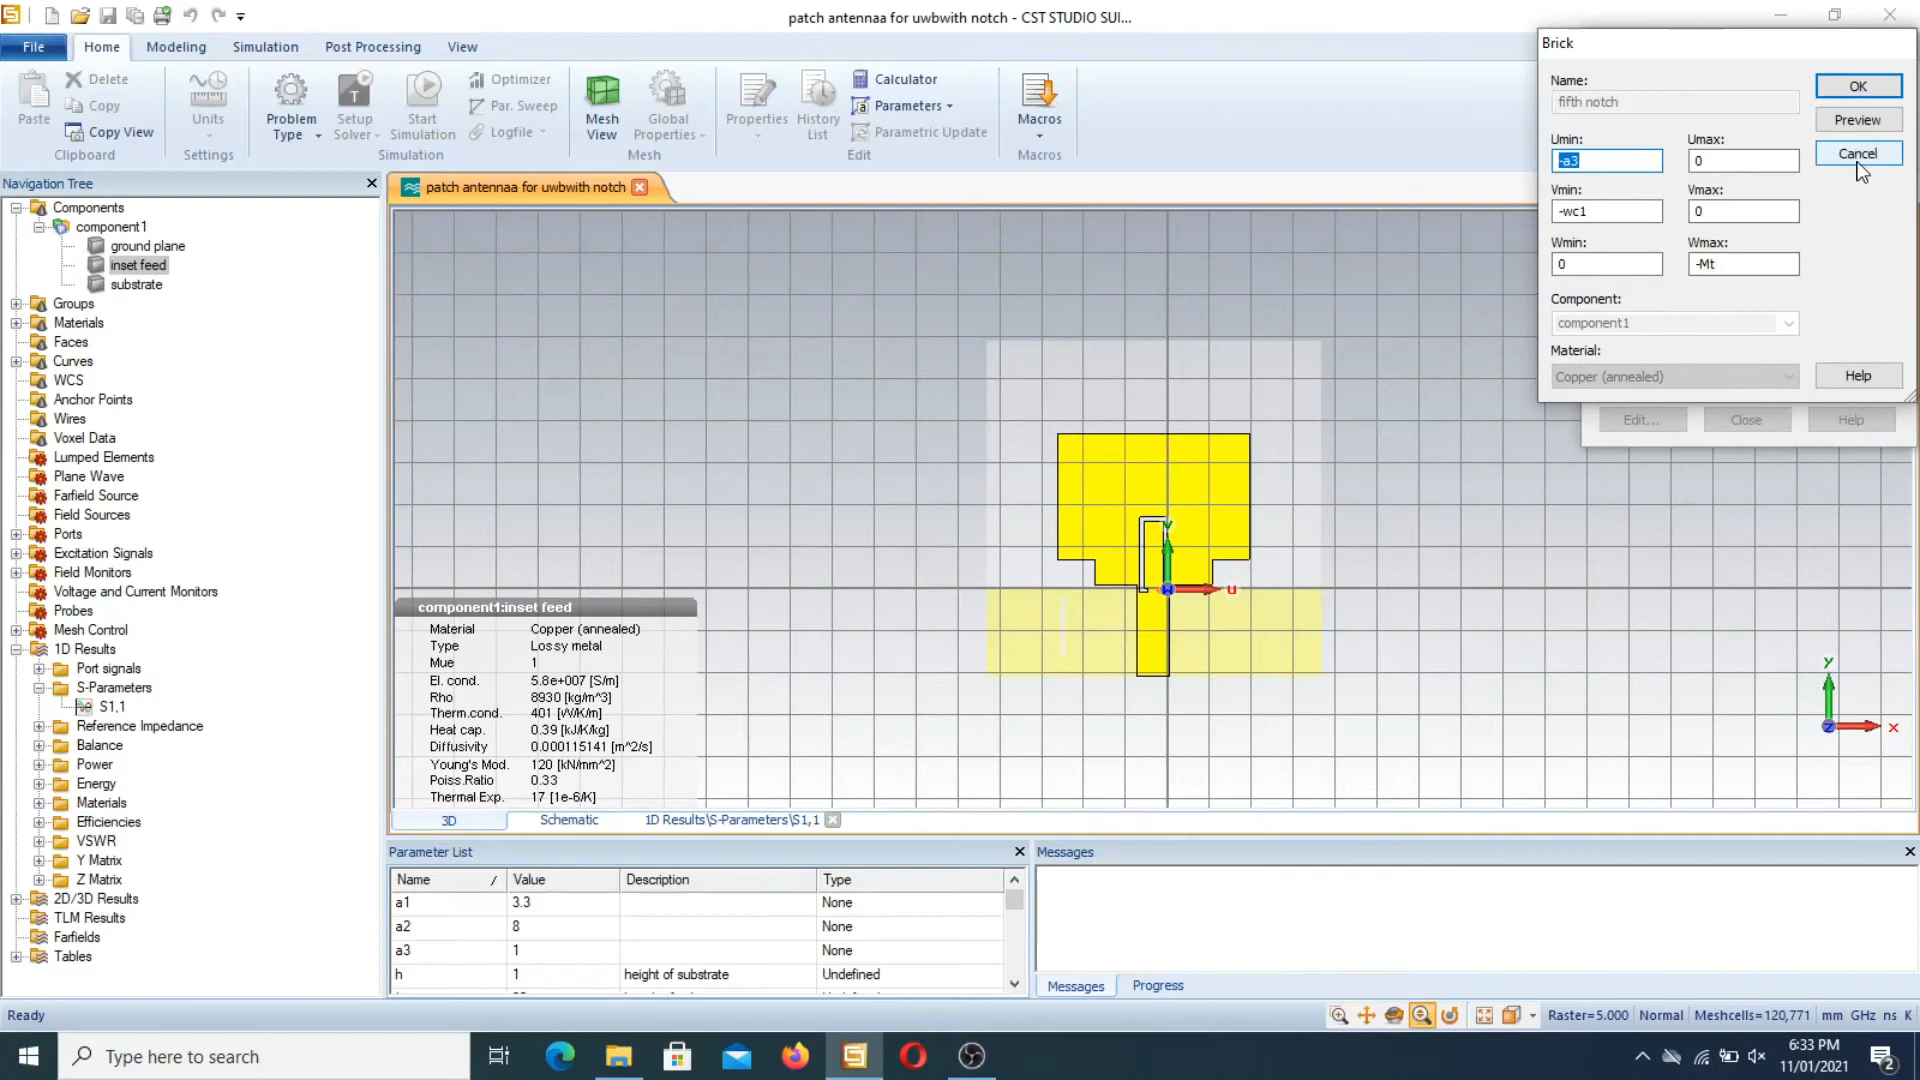 patch antennaa for uwbwith notch - CST STUDIO SUI...
File
Home
Modeling
Simulation
Post Processing
View
Paste
Delete
Copy
Copy View
Clipboard
Units
Settings
Problem
Type
Setup
Solver
Start
Simulation
Optimizer
Par. Sweep
Logfile
Simulation
Mesh
View
Global
Properties
Mesh
Properties
History
List
Calculator
Parameters
Parametric Update
Edit
Macros
Macros
Brick
Name:
fifth notch
OK
Preview
Cancel
Umin:
Umax:
-a3
0
Vmin:
Vmax:
-wc1
0
Wmin:
Wmax:
0
-Mt
Component:
component1
Material:
Copper (annealed)
Help
Edit...
Close
Help
Navigation Tree
Components
component1
ground plane
inset feed
substrate
Groups
Materials
Faces
Curves
WCS
Anchor Points
Wires
Voxel Data
Lumped Elements
Plane Wave
Farfield Source
Field Sources
Ports
Excitation Signals
Field Monitors
Voltage and Current Monitors
Probes
Mesh Control
1D Results
Port signals
S-Parameters
S1,1
Reference Impedance
Balance
Power
Energy
Materials
Efficiencies
VSWR
Y Matrix
Z Matrix
2D/3D Results
TLM Results
Farfields
Tables
patch antennaa for uwbwith notch
V
W
U
y
z
x
component1:inset feed
Material Copper (annealed)
Type Lossy metal
Mue 1
El. cond. 5.8e+007 [S/m]
Rho 8930 [kg/m^3]
Therm.cond. 401 [W/K/m]
Heat cap. 0.39 [kJ/K/kg]
Diffusivity 0.000115141 [m^2/s]
Young's Mod. 120 [kN/mm^2]
Poiss.Ratio 0.33
Thermal Exp. 17 [1e-6/K]
3D
Schematic
1D Results\S-Parameters\S1,1
Parameter List
Name / Value Description Type
a1 3.3 None
a2 8 None
a3 1 None
h 1 height of substrate Undefined
Messages
Messages
Progress
Ready
Raster=5.000 Normal Meshcells=120,771 mm GHz ns K
Type here to search
6:33 PM
11/01/2021
2